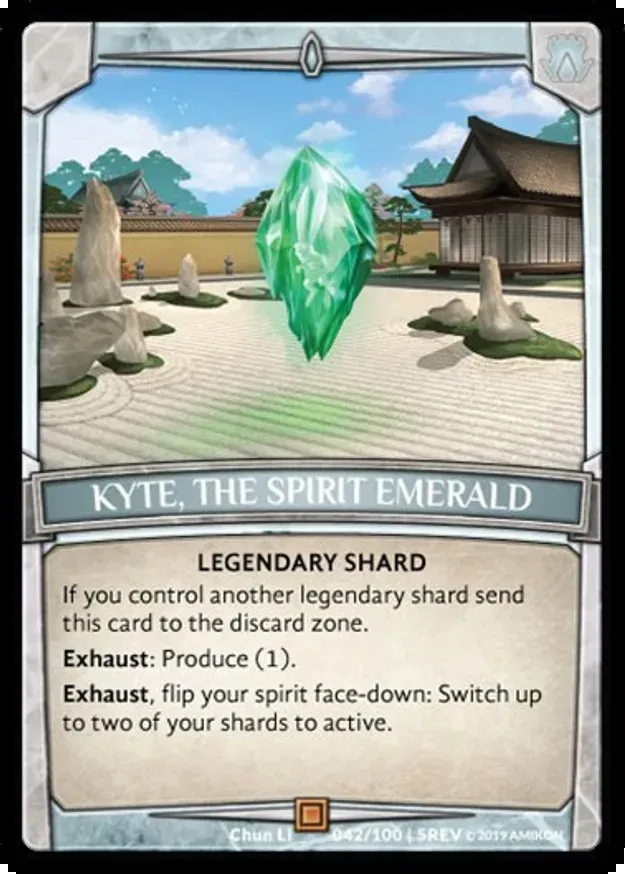 KYTE, THE SPIRIT EMERALD
LEGENDARY SHARD
If you control another legendary shard send
this card to the discard zone.
Exhaust: Produce (1).
Exhaust, flip your spirit face-down: Switch up
to two of your shards to active.
Chun Li 042/100 | 5REV © 2019 AMIKON